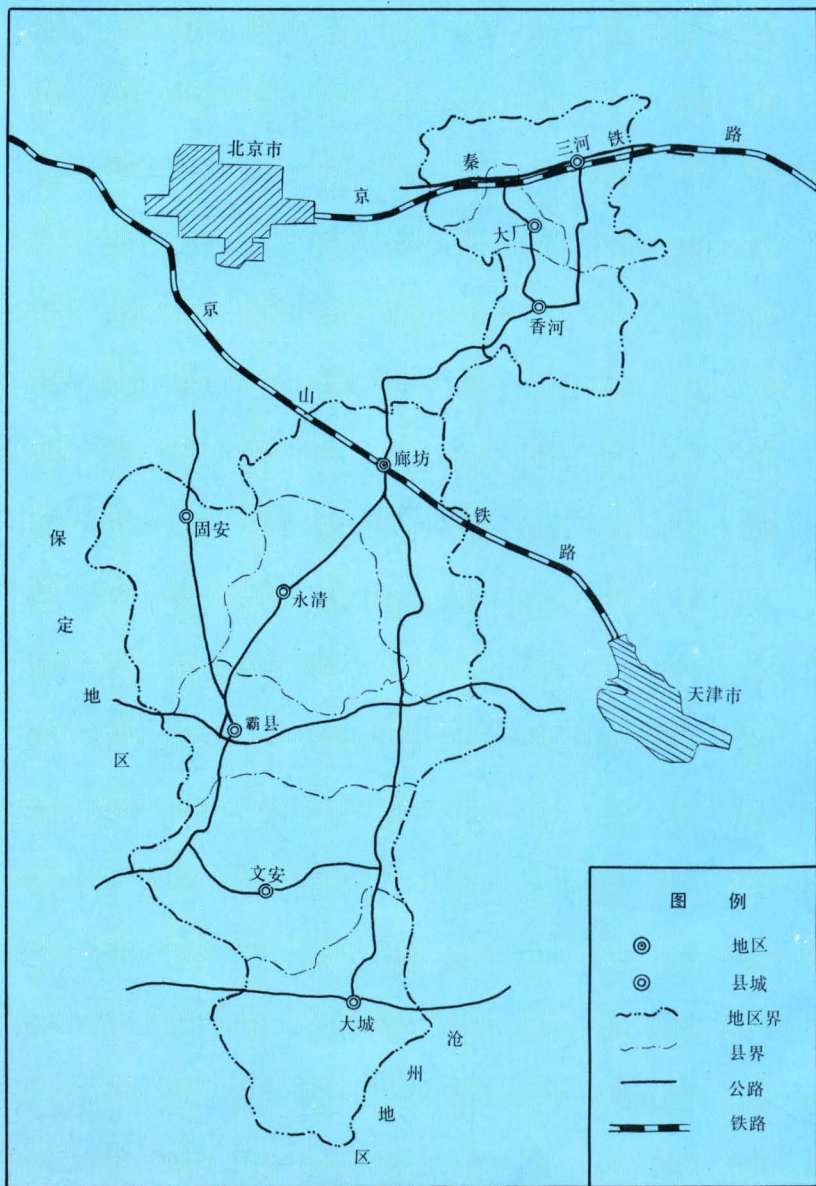 北京市
京秦铁路
三河
大厂
香河
京山铁路
廊坊
固安
永清
保定地区
霸县
天津市
文安
大城
沧州地区
图 例
地区
县城
地区界
县界
公路
铁路